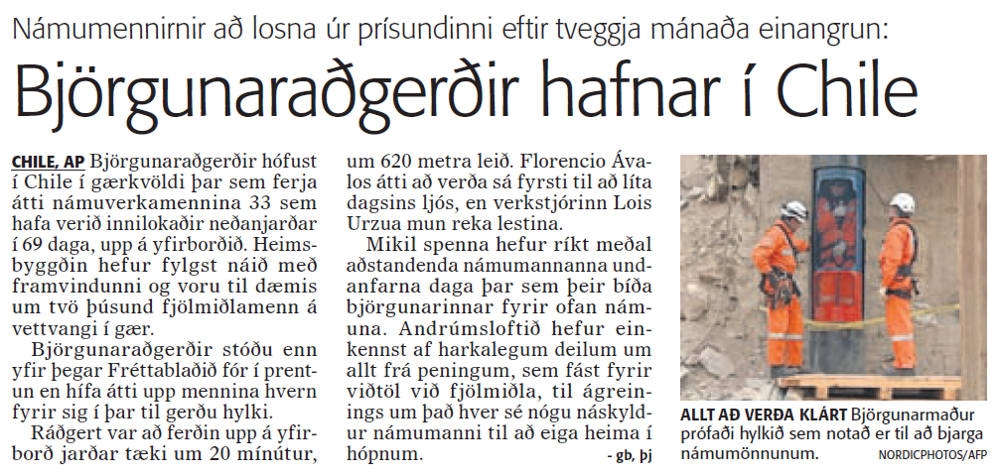 Námumennirnir að losna úr prísundinni eftir tveggja mánaða einangrun:
Björgunaraðgerðir hafnar í Chile
CHILE, AP Björgunaraðgerðir hófust
í Chile í gærkvöldi þar sem ferja
átti námuverkamennina 33 sem
hafa verið innilokaðir neðanjarðar
í 69 daga, upp á yfirborðið. Heims-
byggðin hefur fylgst náið með
framvindunni og voru til dæmis
um tvö þúsund fjölmiðlamenn á
vettvangi í gær.
Björgunaraðgerðir stóðu enn
yfir þegar Fréttablaðið fór í prent-
un en hífa átti upp mennina hvern
fyrir sig í þar til gerðu hylki.
Ráðgert var að ferðin upp á yfir-
borð jarðar tæki um 20 mínútur,
um 620 metra leið. Florencio Áva-
los átti að verða sá fyrsti til að líta
dagsins ljós, en verkstjórinn Lois
Urzua mun reka lestina.
Mikil spenna hefur ríkt meðal
aðstandenda námumannanna und-
anfarna daga þar sem þeir bíða
björgunarinnar fyrir ofan nám-
una. Andrúmsloftið hefur ein-
kennst af harkalegum deilum um
allt frá peningum, sem fást fyrir
viðtöl við fjölmiðla, til ágrein-
ings um það hver sé nógu náskyld-
ur námumanni til að eiga heima í
hópnum. - gb, þj
ALLT AÐ VERÐA KLÁRT Björgunarmaður
prófaði hylkið sem notað er til að bjarga
námumönnunum. NORDICPHOTOS/AFP